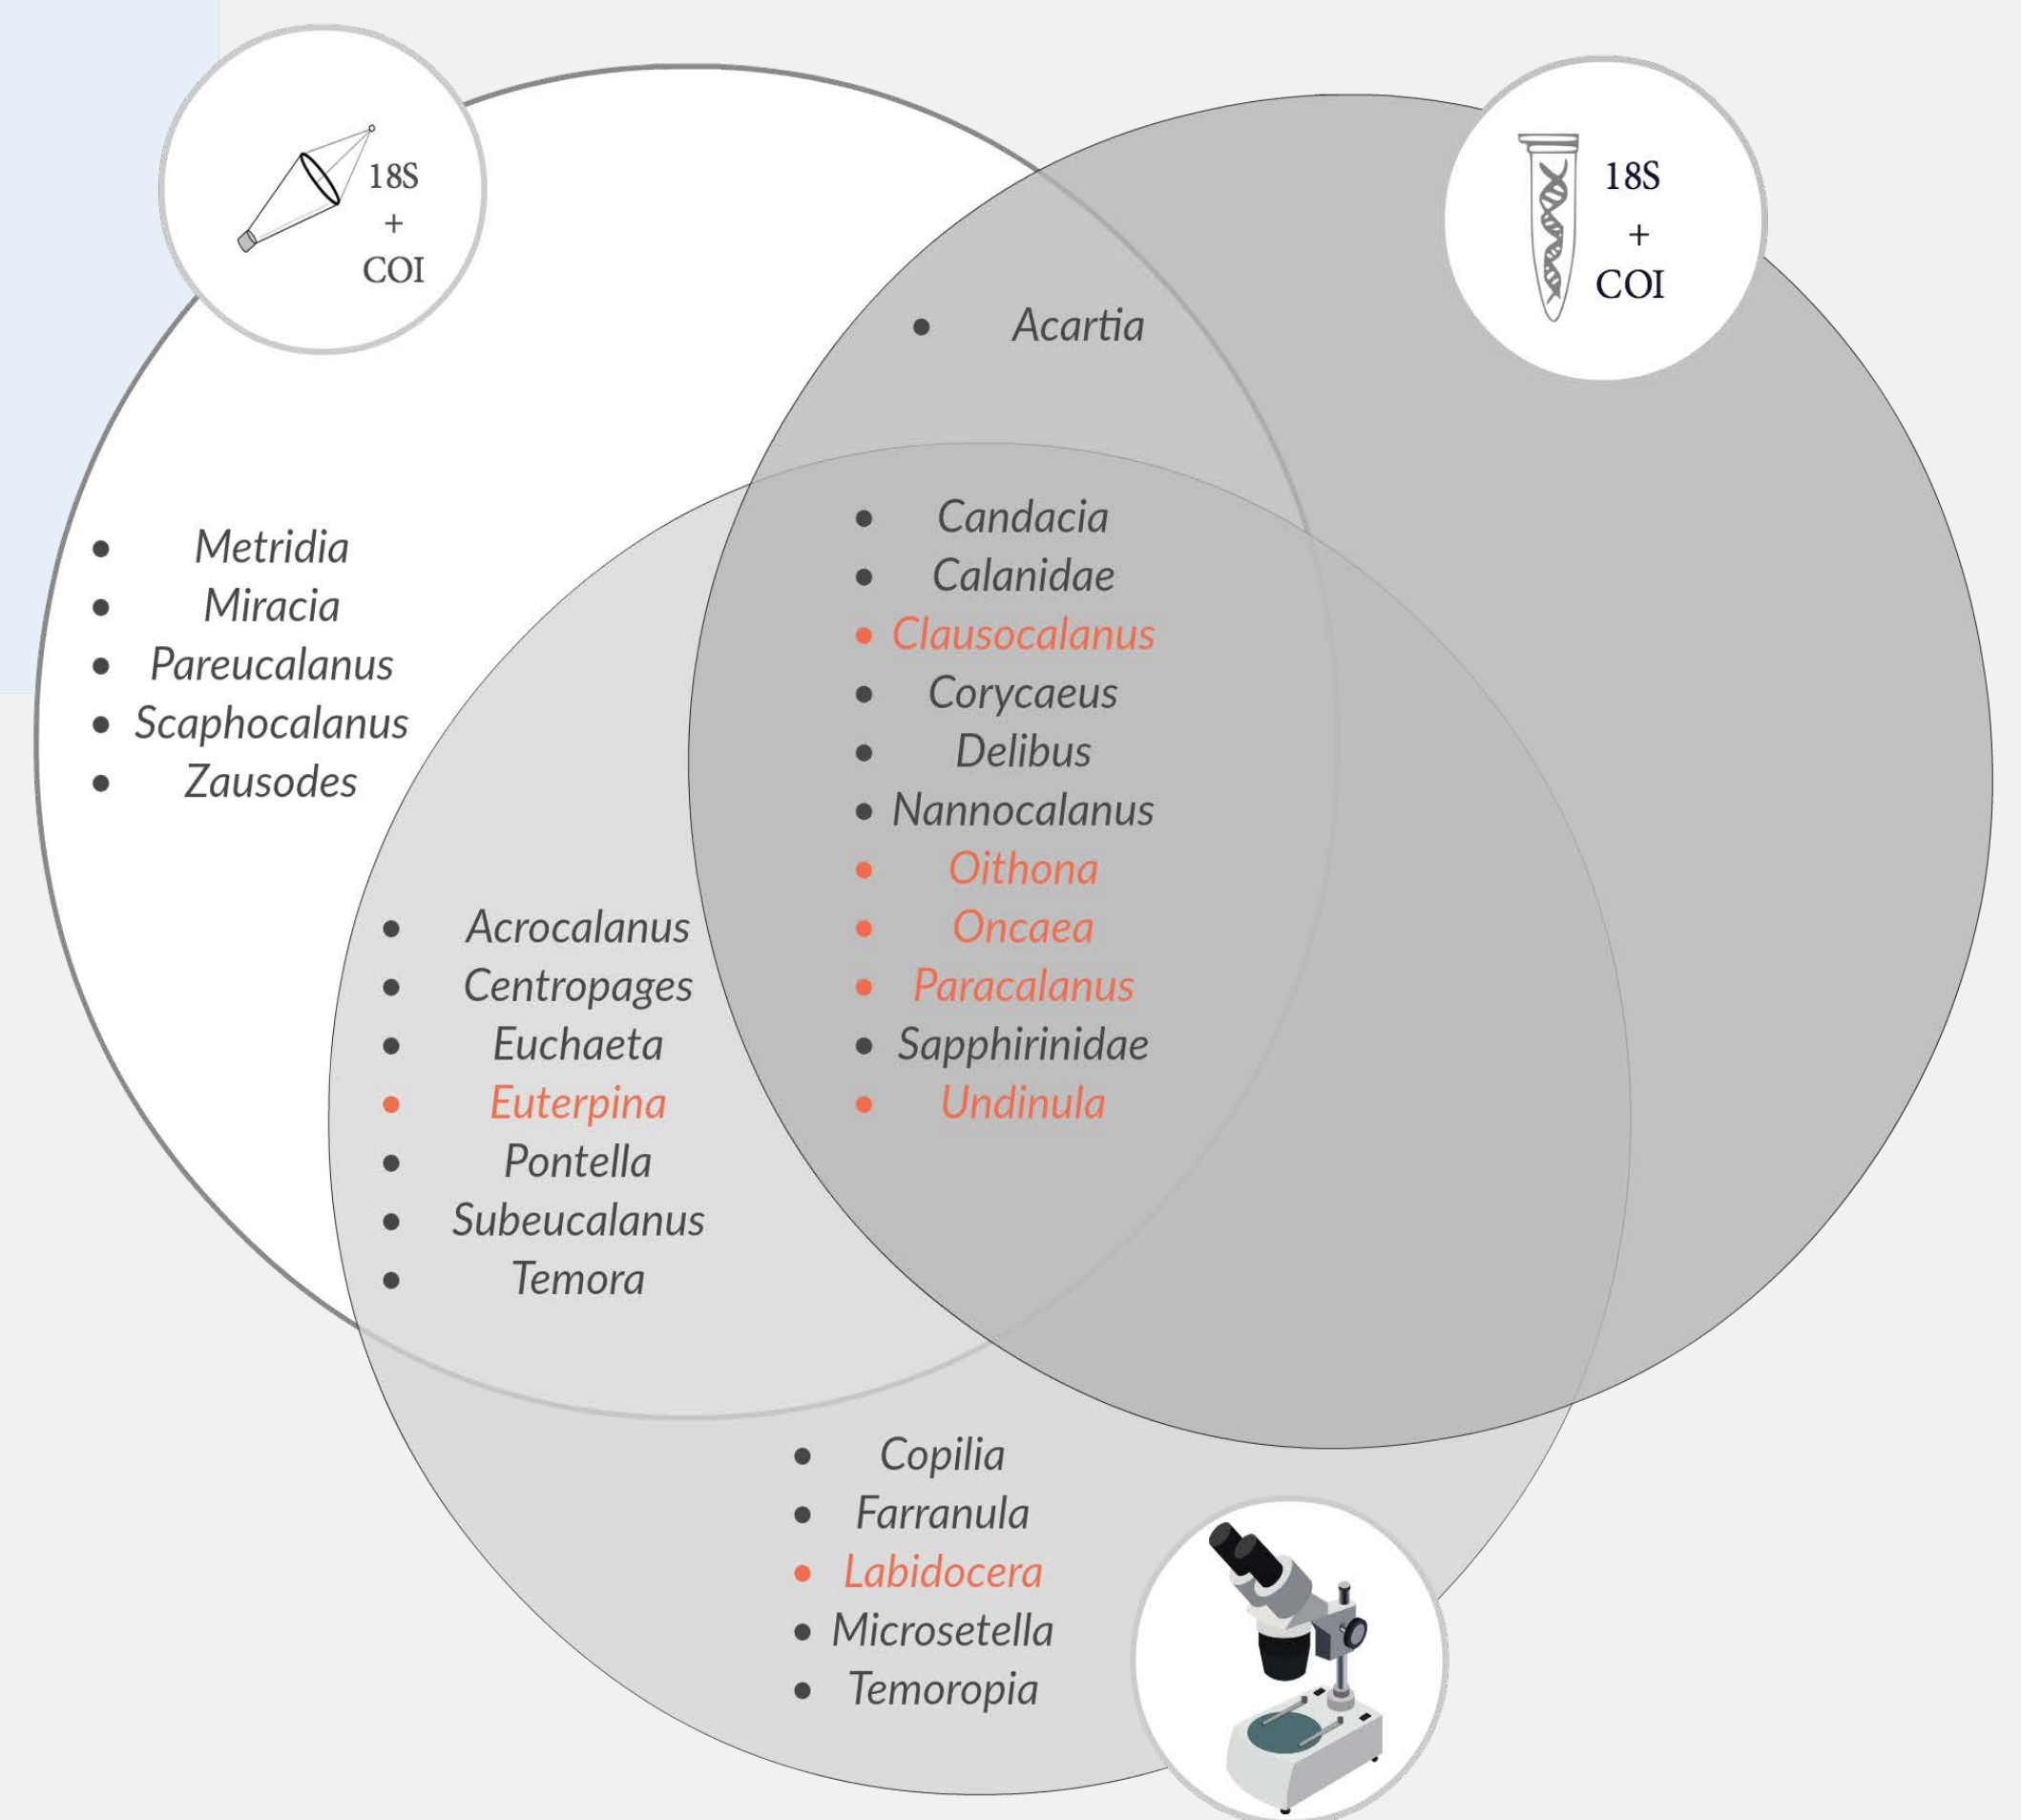 18S
+
COI
18S
+
COI
• Acartia
• Metridia
• Miracia
• Pareucalanus
• Scaphocalanus
• Zausodes
• Candacia
• Calanidae
• Clausocalanus
• Corycaeus
• Delibus
• Nannocalanus
• Oithona
• Oncaea
• Paracalanus
• Sapphirinidae
• Undinula
• Acrocalanus
• Centropages
• Euchaeta
• Euterpina
• Pontella
• Subeucalanus
• Temora
• Copilia
• Farranula
• Labidocera
• Microsetella
• Temoropia